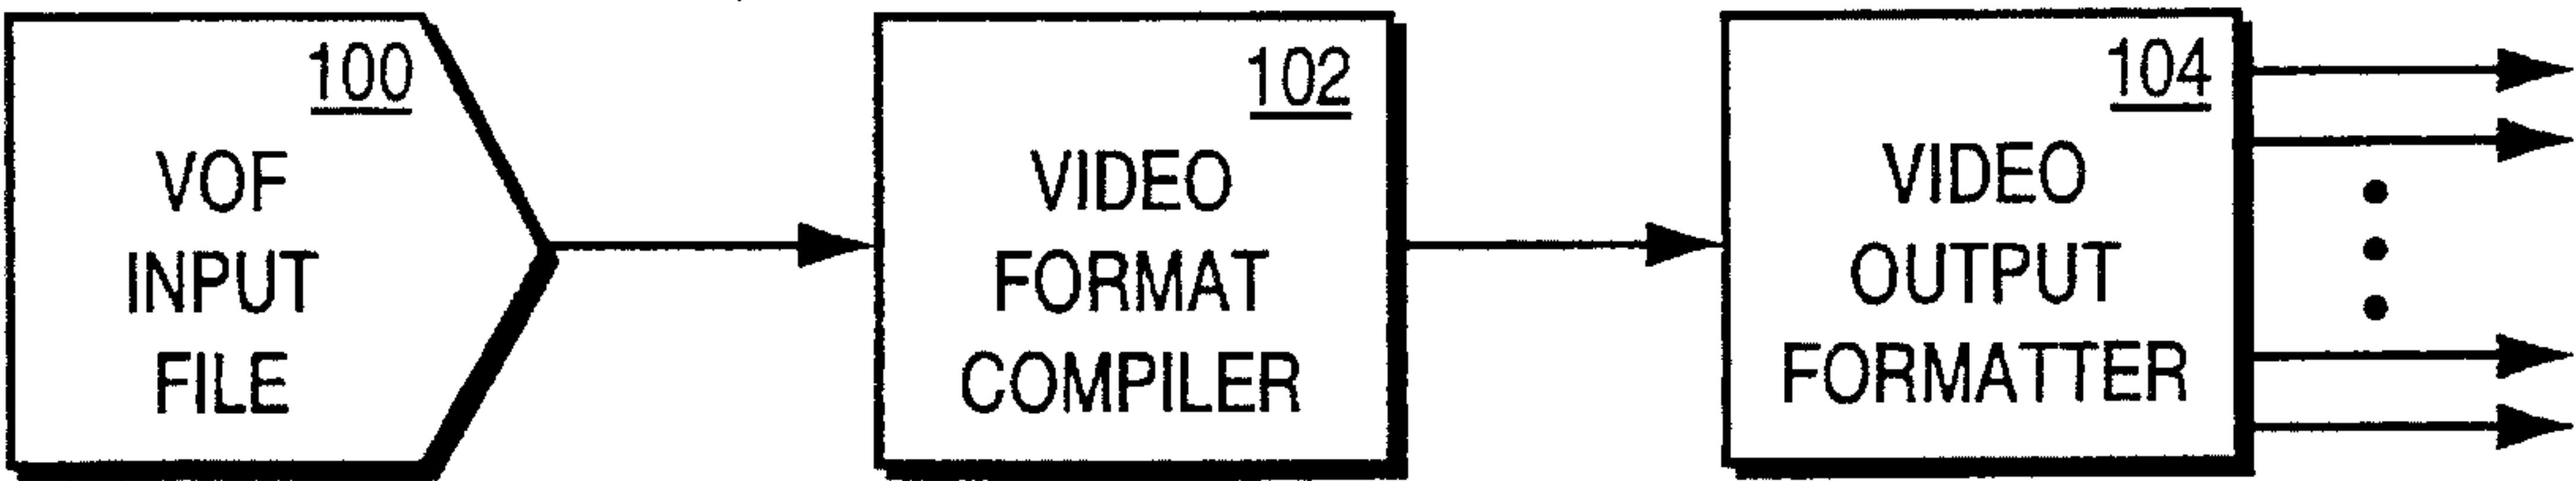 100
VOF
INPUT
FILE
102
VIDEO
FORMAT
COMPILER
104
VIDEO
OUTPUT
FORMATTER